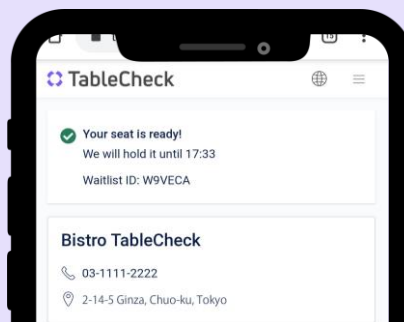 15
TableCheck
Your seat is ready!
We will hold it until 17:33
Waitlist ID: W9VECA
Bistro TableCheck
03-1111-2222
2-14-5 Ginza, Chuo-ku, Tokyo